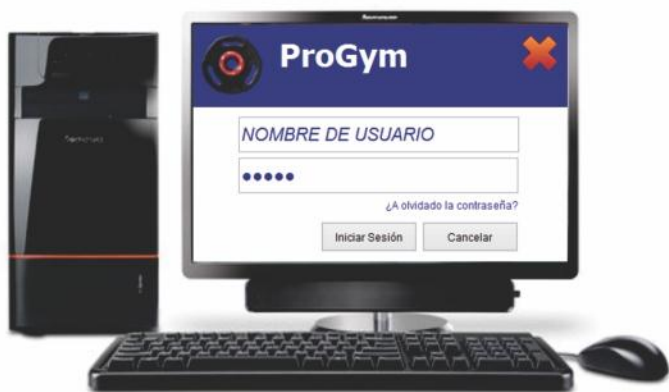 ProGym
NOMBRE DE USUARIO
●●●●●
¿A olvidado la contraseña?
Iniciar Sesión
Cancelar